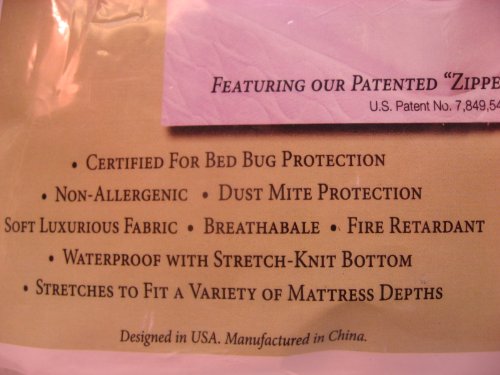 FEATURING OUR PATENTED "ZIPPE
U.S. Patent No. 7,849,54
• CERTIFIED FOR BED BUG PROTECTION
• NON-ALLERGENIC • DUST MITE PROTECTION
SOFT LUXURIOUS FABRIC • BREATHABALE • FIRE RETARDANT
• WATERPROOF WITH STRETCH-KNIT BOTTOM
• STRETCHES TO FIT A VARIETY OF MATTRESS DEPTHS
Designed in USA. Manufactured in China.